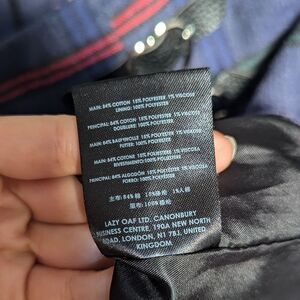 MAIN: 84% COTTON 15% POLYESTER 1% VISCOSE
LINING: 100% POLYESTER
PRINCIPAL: 84% COTON 15% POLYESTER 1% VISCOSE
DOUBLURE: 100% POLYESTER
MAIN: 84% BAUMWOLLE 15% POLYESTER 1% VISKOSE
FUTTER: 100% POLYESTER
MAIN: 84% COTONE 15% POLIESTERE 1% VISCOSA
RIVESTIMENTO: 100% POLIESTERE
PRINCIPAL: 84% ALGODÓN 15% POLIÉSTER 1% VISCOSA
FORRO: 100% POLIÉSTER
LAZY OAF LTD. CANONBURY
BUSINESS CENTRE, 190A NEW NORTH
ROAD, LONDON, N1 7BJ. UNITED
KINGDOM